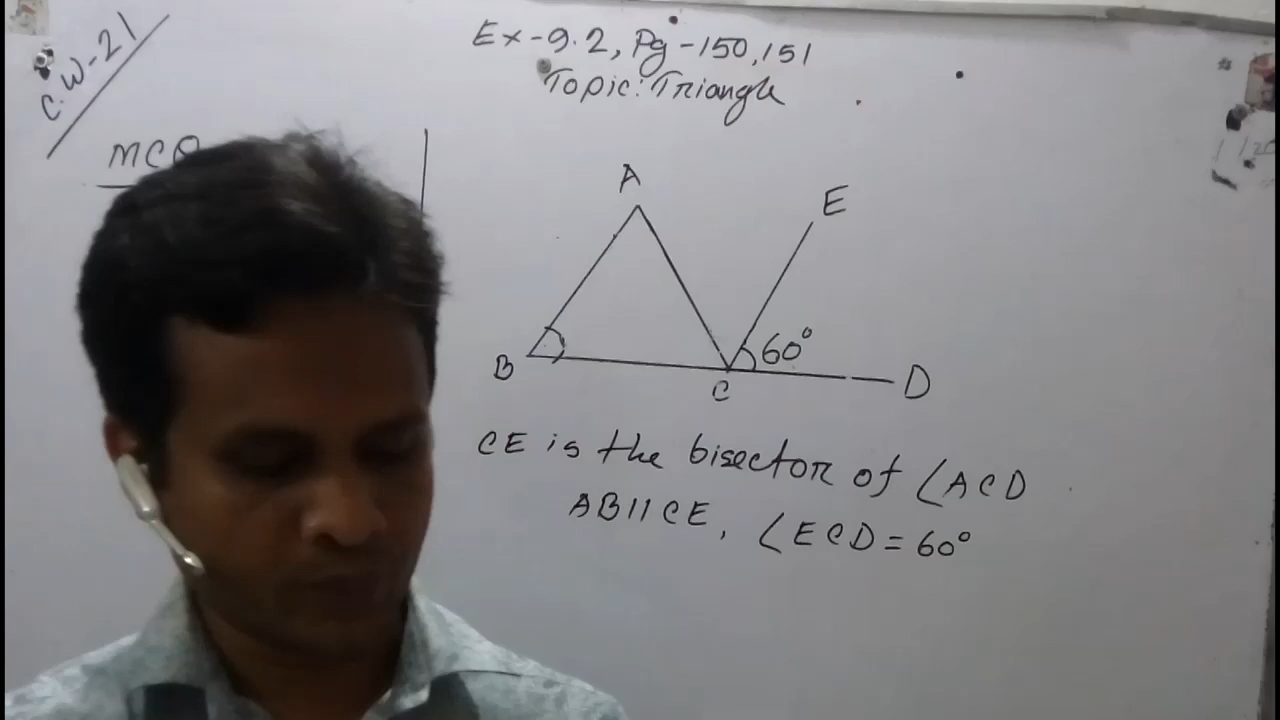 C.W-21
Ex-9.2, Pg-150,151
Topic: Triangle
MCQ
A
E
60°
B
C
D
CE is the bisector of ∠ACD
AB||CE, ∠ECD = 60°